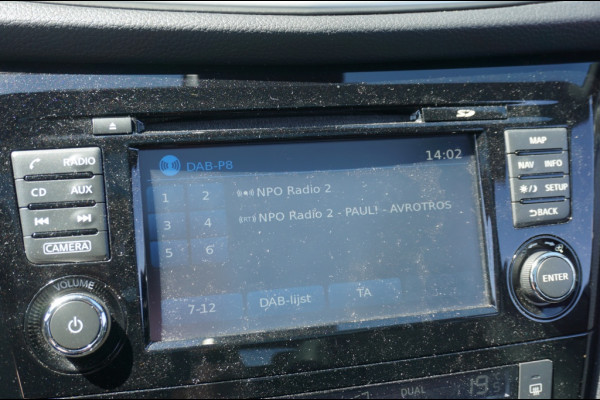 RADIO
CD AUX
CAMERA
VOLUME
DAB-P8 14:02
1 2 NPO Radio 2
3 4 NPO Radio 2 - PAUL! - AVROTROS
5 6
7-12 DAB-lijst TA
MAP
NAV INFO
SETUP
BACK
ENTER
DUAL